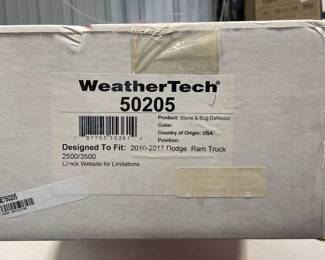 WeatherTech®
50205
Product: Stone & Bug Deflector
Color:
Country of Origin: USA
Position:
Designed To Fit: 2010-2017 Dodge Ram Truck
2500/3500
Check Website for Limitations